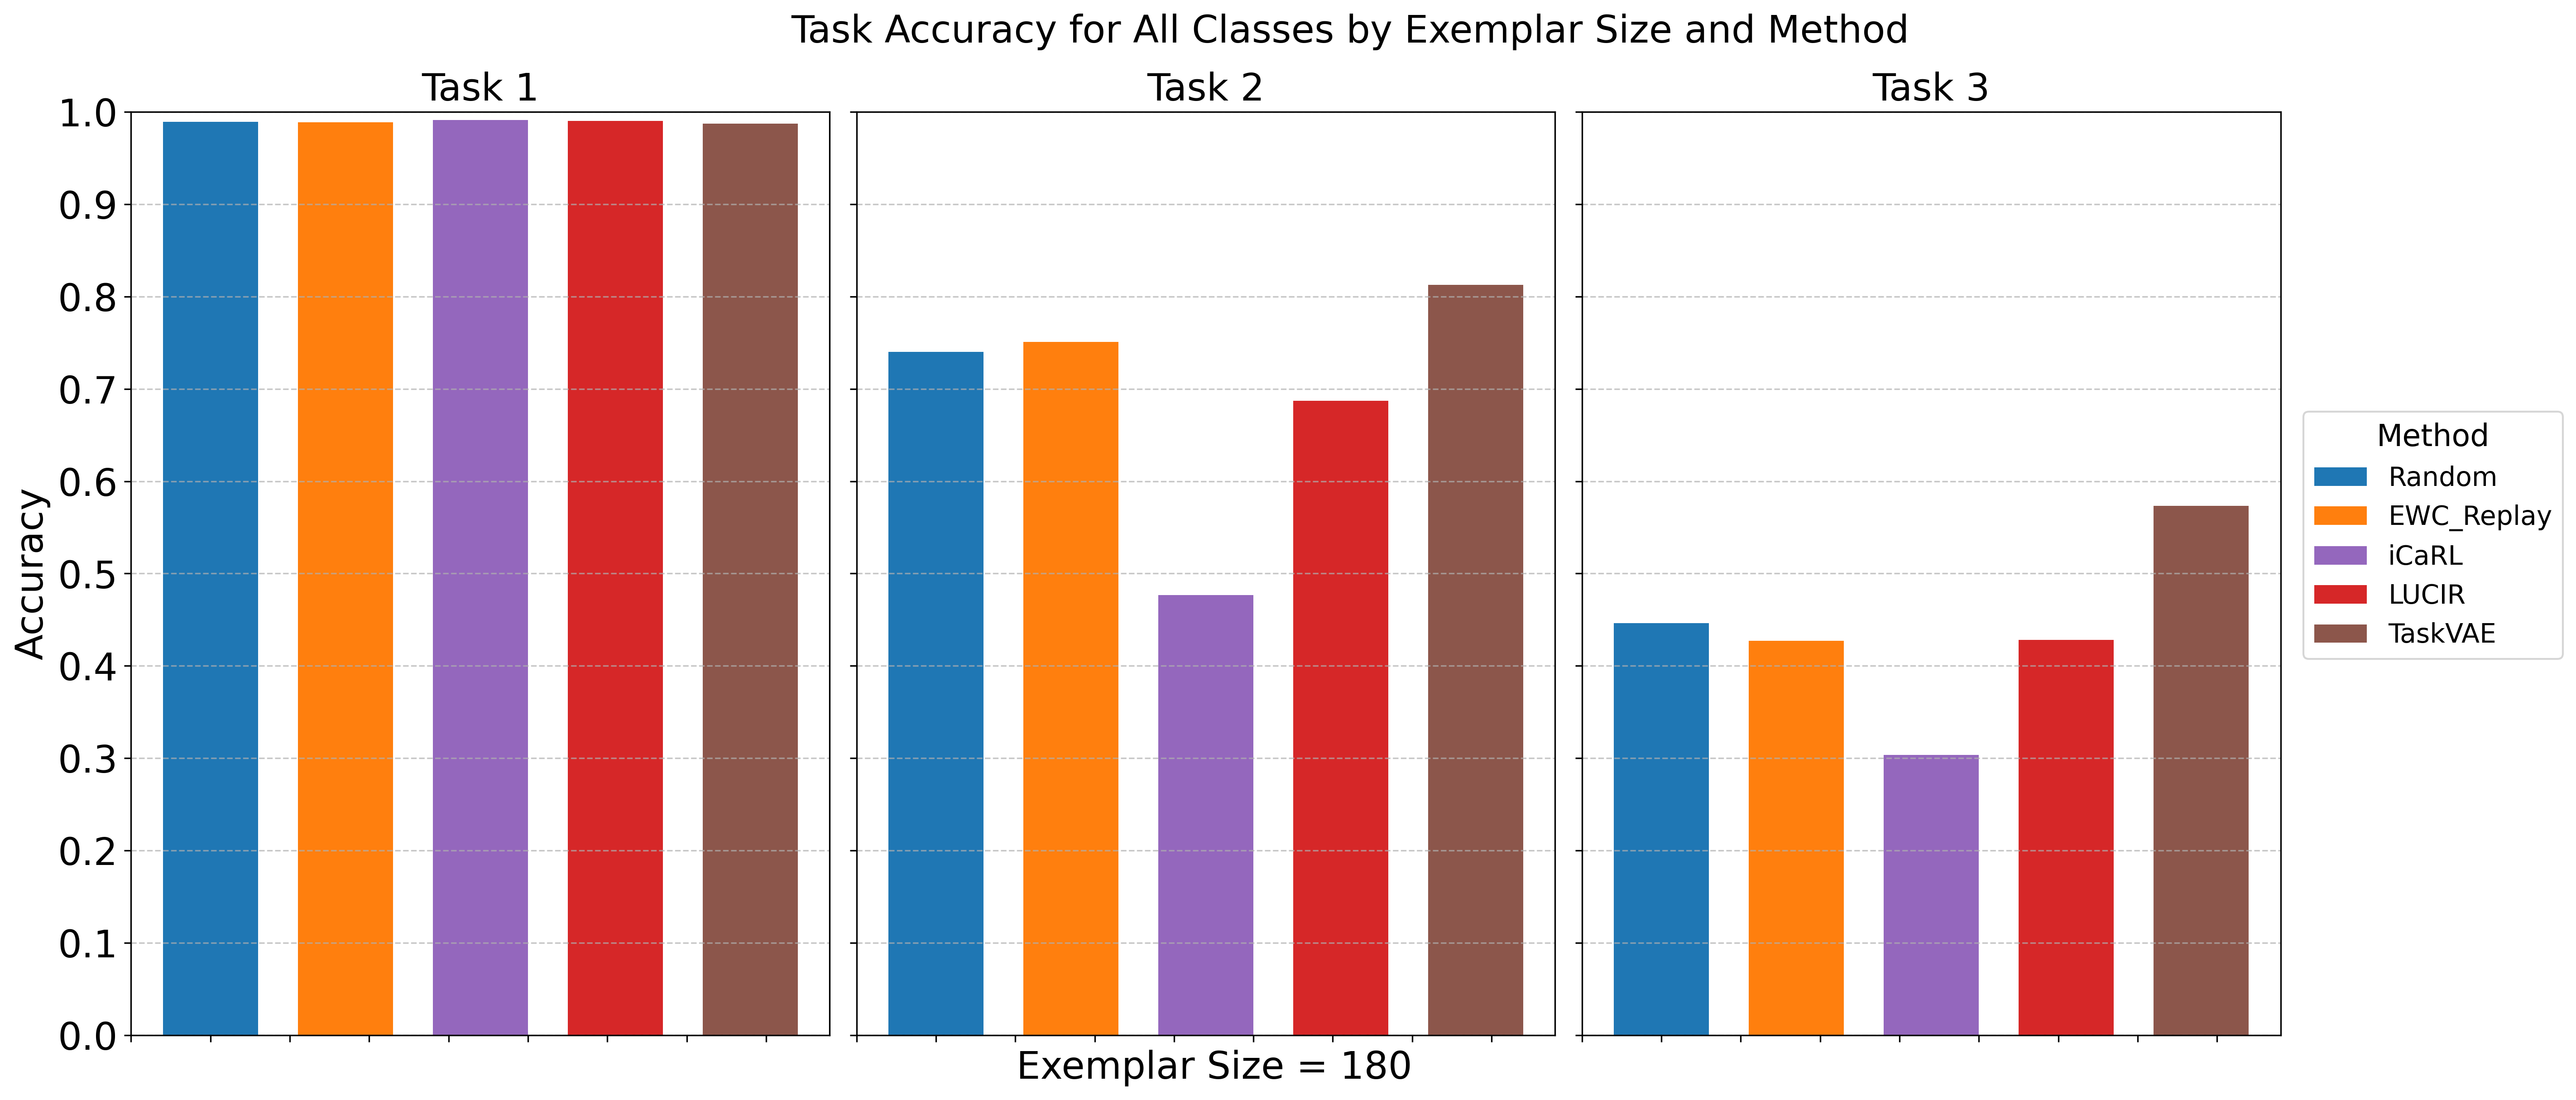 Task Accuracy for All Classes by Exemplar Size and Method
Task 1
Task 2
Task 3
1.0
0.9
0.8
0.7
0.6
0.5
0.4
0.3
0.2
0.1
0.0
Accuracy
Exemplar Size = 180
Method
Random
EWC_Replay
iCaRL
LUCIR
TaskVAE